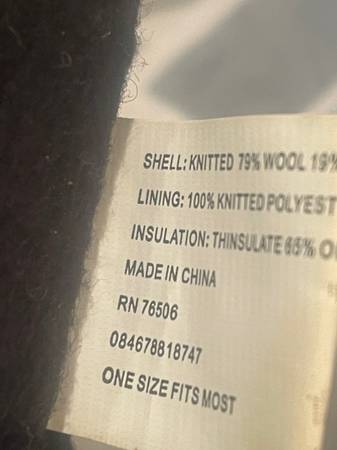 SHELL: KNITTED 79% WOOL 19%
LINING: 100% KNITTED POLYEST
INSULATION: THINSULATE 65% O
MADE IN CHINA
RN 76506
084678818747
ONE SIZE FITS MOST